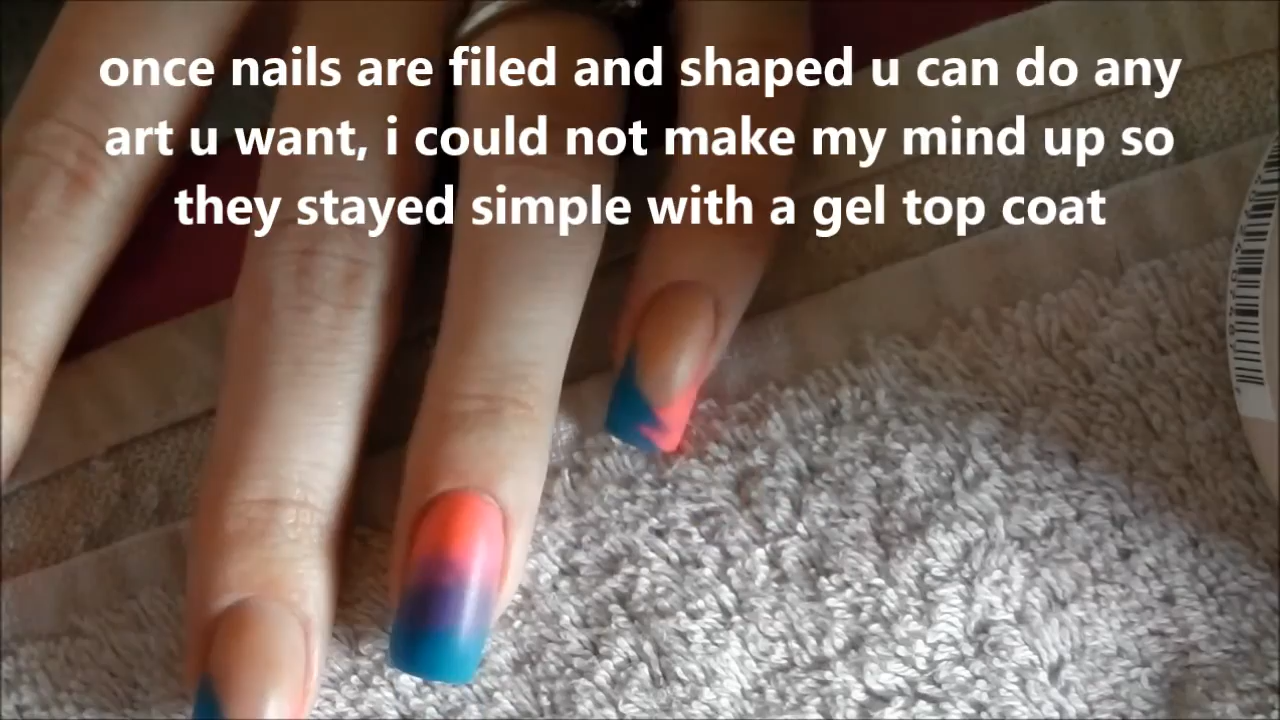 once nails are filed and shaped u can do any
art u want, i could not make my mind up so
they stayed simple with a gel top coat